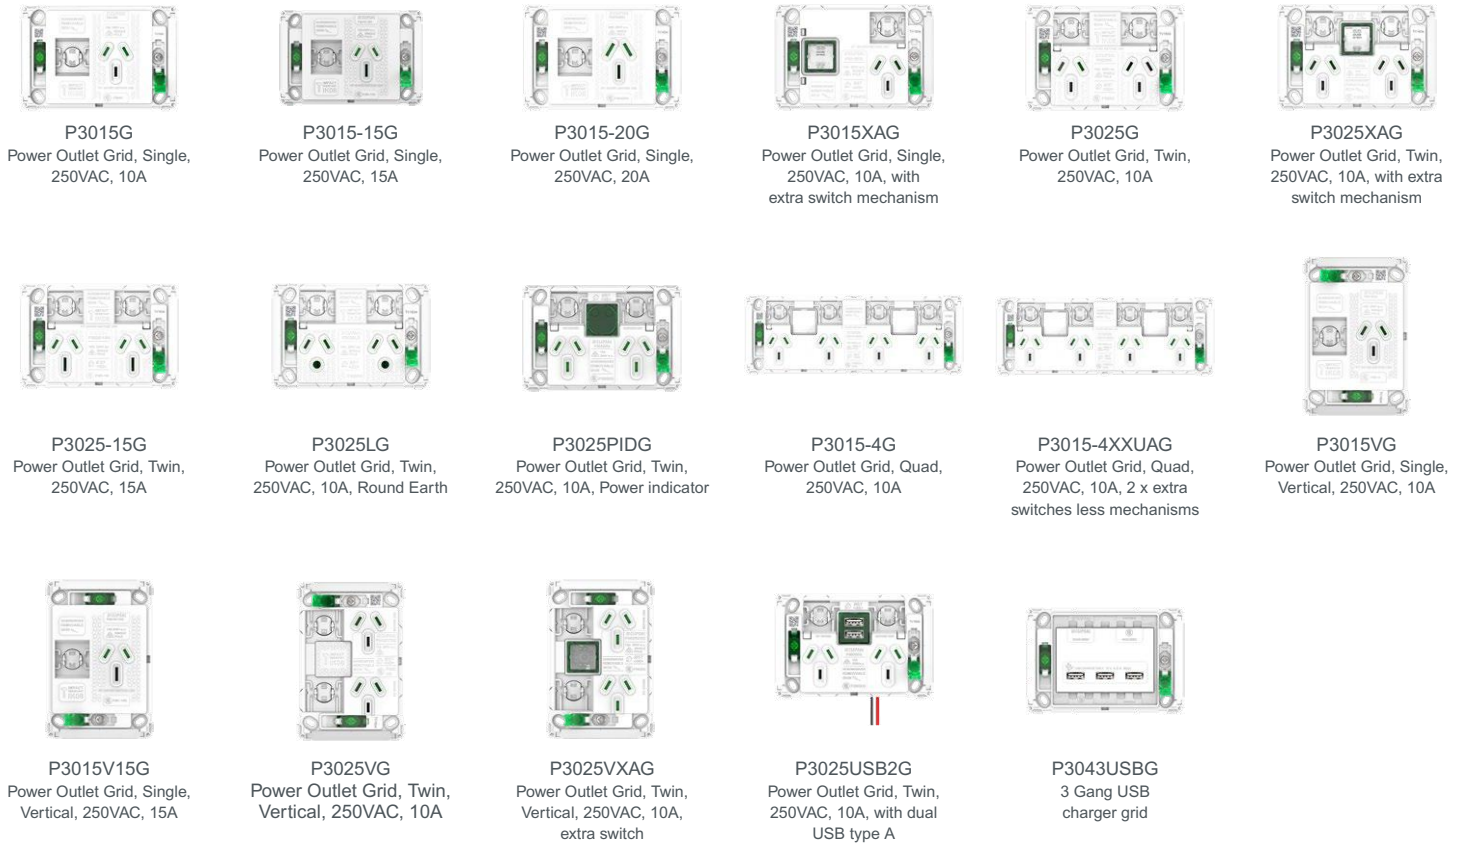 P3015G
Power Outlet Grid, Single,
250VAC, 10A
P3015-15G
Power Outlet Grid, Single,
250VAC, 15A
P3015-20G
Power Outlet Grid, Single,
250VAC, 20A
P3015XAG
Power Outlet Grid, Single,
250VAC, 10A, with
extra switch mechanism
P3025G
Power Outlet Grid, Twin,
250VAC, 10A
P3025XAG
Power Outlet Grid, Twin,
250VAC, 10A, with extra
switch mechanism
P3025-15G
Power Outlet Grid, Twin,
250VAC, 15A
P3025LG
Power Outlet Grid, Twin,
250VAC, 10A, Round Earth
P3025PIDG
Power Outlet Grid, Twin,
250VAC, 10A, Power indicator
P3015-4G
Power Outlet Grid, Quad,
250VAC, 10A
P3015-4XXUAG
Power Outlet Grid, Quad,
250VAC, 10A, 2 x extra
switches less mechanisms
P3015VG
Power Outlet Grid, Single,
Vertical, 250VAC, 10A
P3015V15G
Power Outlet Grid, Single,
Vertical, 250VAC, 15A
P3025VG
Power Outlet Grid, Twin,
Vertical, 250VAC, 10A
P3025VXAG
Power Outlet Grid, Twin,
Vertical, 250VAC, 10A,
extra switch
P3025USB2G
Power Outlet Grid, Twin,
250VAC, 10A, with dual
USB type A
P3043USBG
3 Gang USB
charger grid